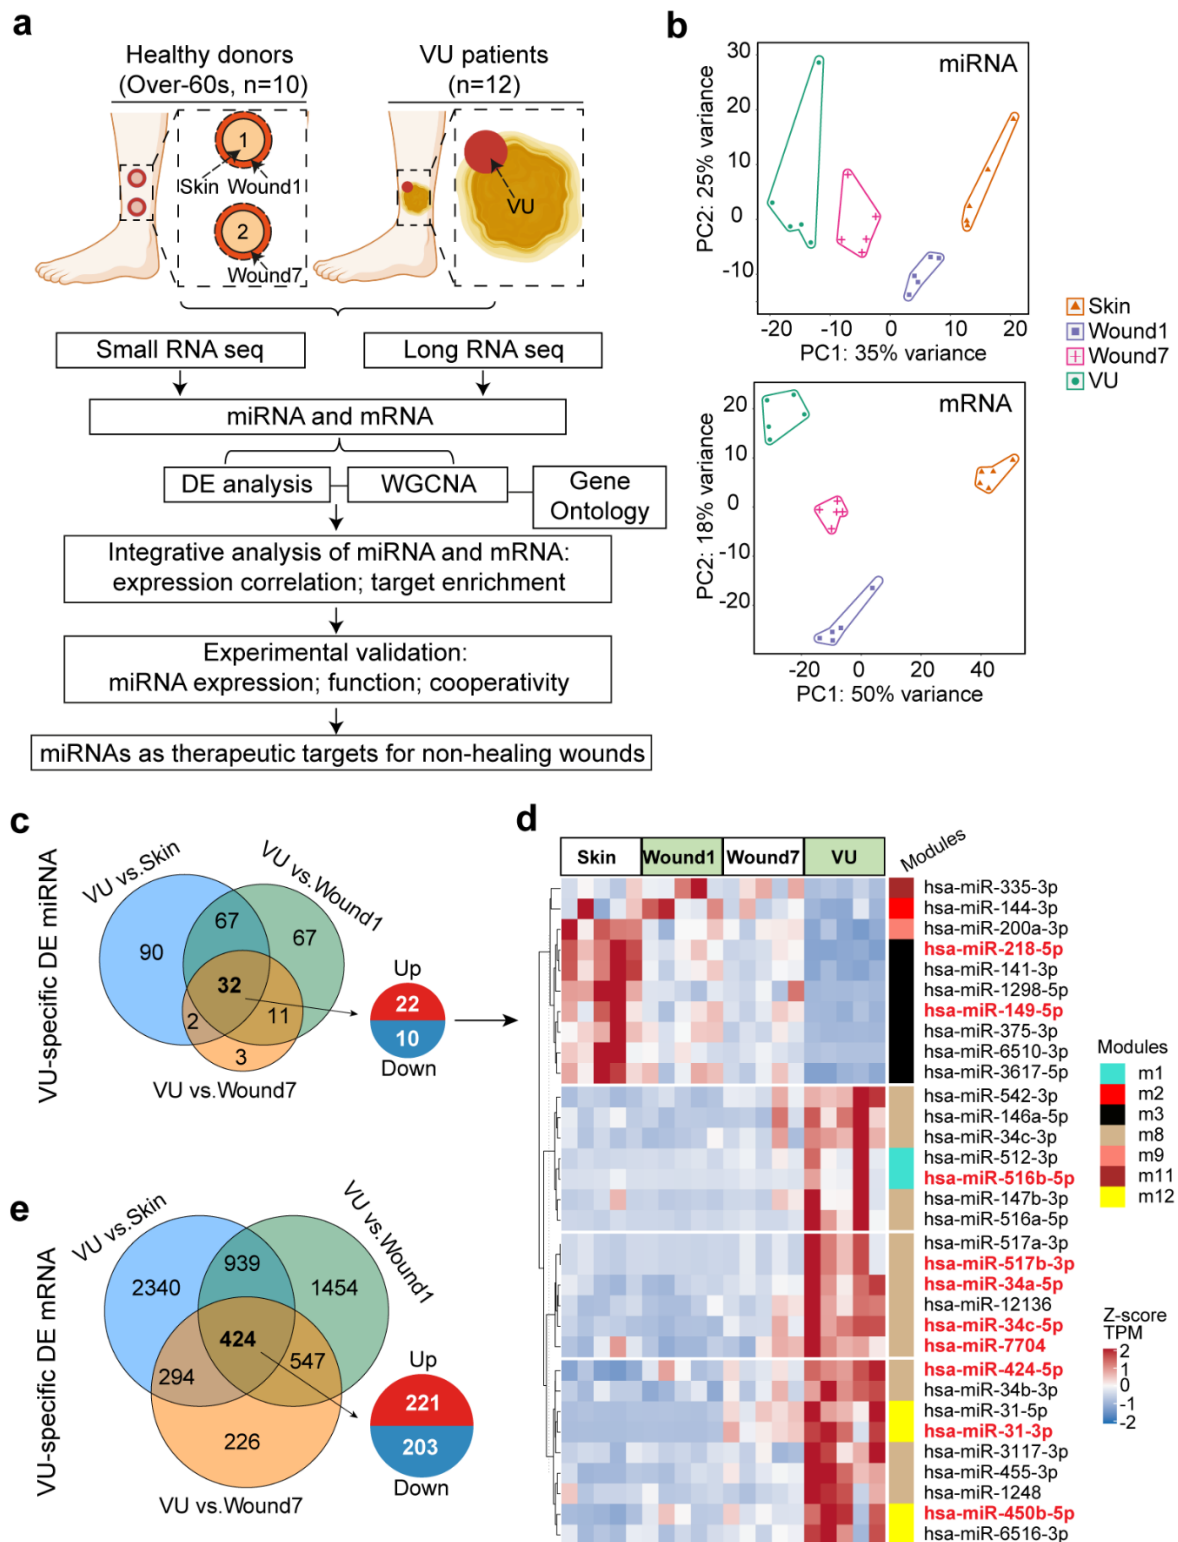 a
Healthy donors
(Over-60s, n=10)
VU patients
(n=12)
1
Skin Wound1
2
Wound7
VU
Small RNA seq
Long RNA seq
miRNA and mRNA
DE analysis
WGCNA
Gene
Ontology
Integrative analysis of miRNA and mRNA:
expression correlation; target enrichment
Experimental validation:
miRNA expression; function; cooperativity
miRNAs as therapeutic targets for non-healing wounds
b
miRNA
PC2: 25% variance
30
20
10
0
-10
-20 -10 0 10 20
PC1: 35% variance
mRNA
PC2: 18% variance
20
10
0
-10
-20
-20 0 20 40
PC1: 50% variance
Skin
Wound1
Wound7
VU
c
VU-specific DE miRNA
VU vs.Skin
VU vs.Wound1
VU vs.Wound7
90
67
67
32
2
11
3
Up
22
10
Down
d
Skin Wound1 Wound7 VU
Modules
hsa-miR-335-3p
hsa-miR-144-3p
hsa-miR-200a-3p
hsa-miR-218-5p
hsa-miR-141-3p
hsa-miR-1298-5p
hsa-miR-149-5p
hsa-miR-375-3p
hsa-miR-6510-3p
hsa-miR-3617-5p
hsa-miR-542-3p
hsa-miR-146a-5p
hsa-miR-34c-3p
hsa-miR-512-3p
hsa-miR-516b-5p
hsa-miR-147b-3p
hsa-miR-516a-5p
hsa-miR-517a-3p
hsa-miR-517b-3p
hsa-miR-34a-5p
hsa-miR-12136
hsa-miR-34c-5p
hsa-miR-7704
hsa-miR-424-5p
hsa-miR-34b-3p
hsa-miR-31-5p
hsa-miR-31-3p
hsa-miR-3117-3p
hsa-miR-455-3p
hsa-miR-1248
hsa-miR-450b-5p
hsa-miR-6516-3p
Modules
m1
m2
m3
m8
m9
m11
m12
Z-score
TPM
2
1
0
-1
-2
e
VU-specific DE mRNA
VU vs.Skin
VU vs.Wound1
VU vs.Wound7
2340
939
1454
424
294
547
226
Up
221
203
Down